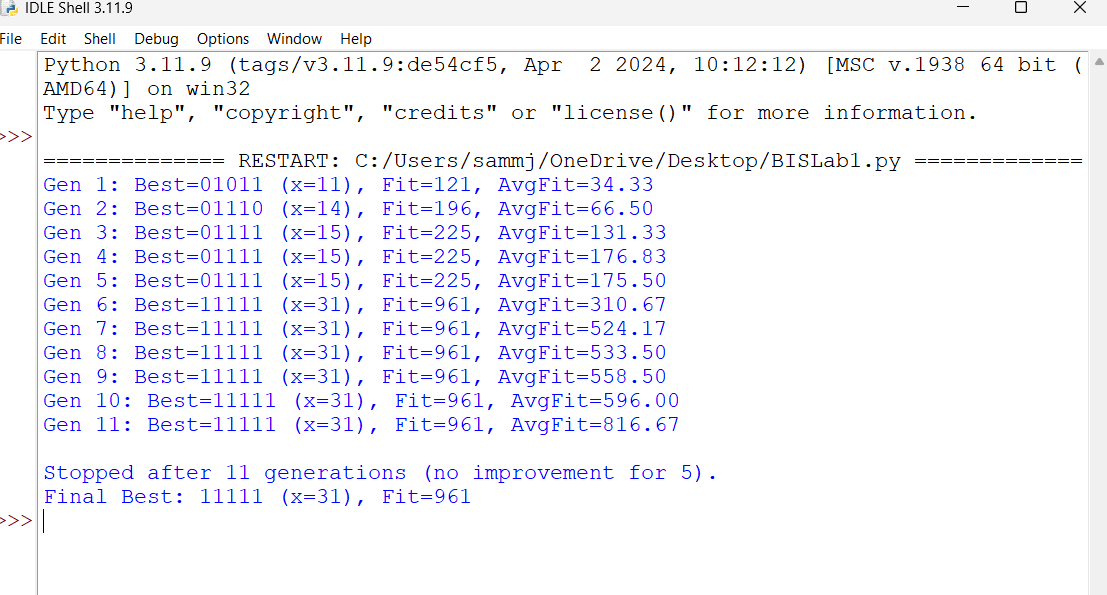 IDLE Shell 3.11.9
File Edit Shell Debug Options Window Help
Python 3.11.9 (tags/v3.11.9:de54cf5, Apr  2 2024, 10:12:12) [MSC v.1938 64 bit (
AMD64)] on win32
Type "help", "copyright", "credits" or "license()" for more information.
>>>
============== RESTART: C:/Users/sammj/OneDrive/Desktop/BISLab1.py =============
Gen 1: Best=01011 (x=11), Fit=121, AvgFit=34.33
Gen 2: Best=01110 (x=14), Fit=196, AvgFit=66.50
Gen 3: Best=01111 (x=15), Fit=225, AvgFit=131.33
Gen 4: Best=01111 (x=15), Fit=225, AvgFit=176.83
Gen 5: Best=01111 (x=15), Fit=225, AvgFit=175.50
Gen 6: Best=11111 (x=31), Fit=961, AvgFit=310.67
Gen 7: Best=11111 (x=31), Fit=961, AvgFit=524.17
Gen 8: Best=11111 (x=31), Fit=961, AvgFit=533.50
Gen 9: Best=11111 (x=31), Fit=961, AvgFit=558.50
Gen 10: Best=11111 (x=31), Fit=961, AvgFit=596.00
Gen 11: Best=11111 (x=31), Fit=961, AvgFit=816.67
Stopped after 11 generations (no improvement for 5).
Final Best: 11111 (x=31), Fit=961
>>>